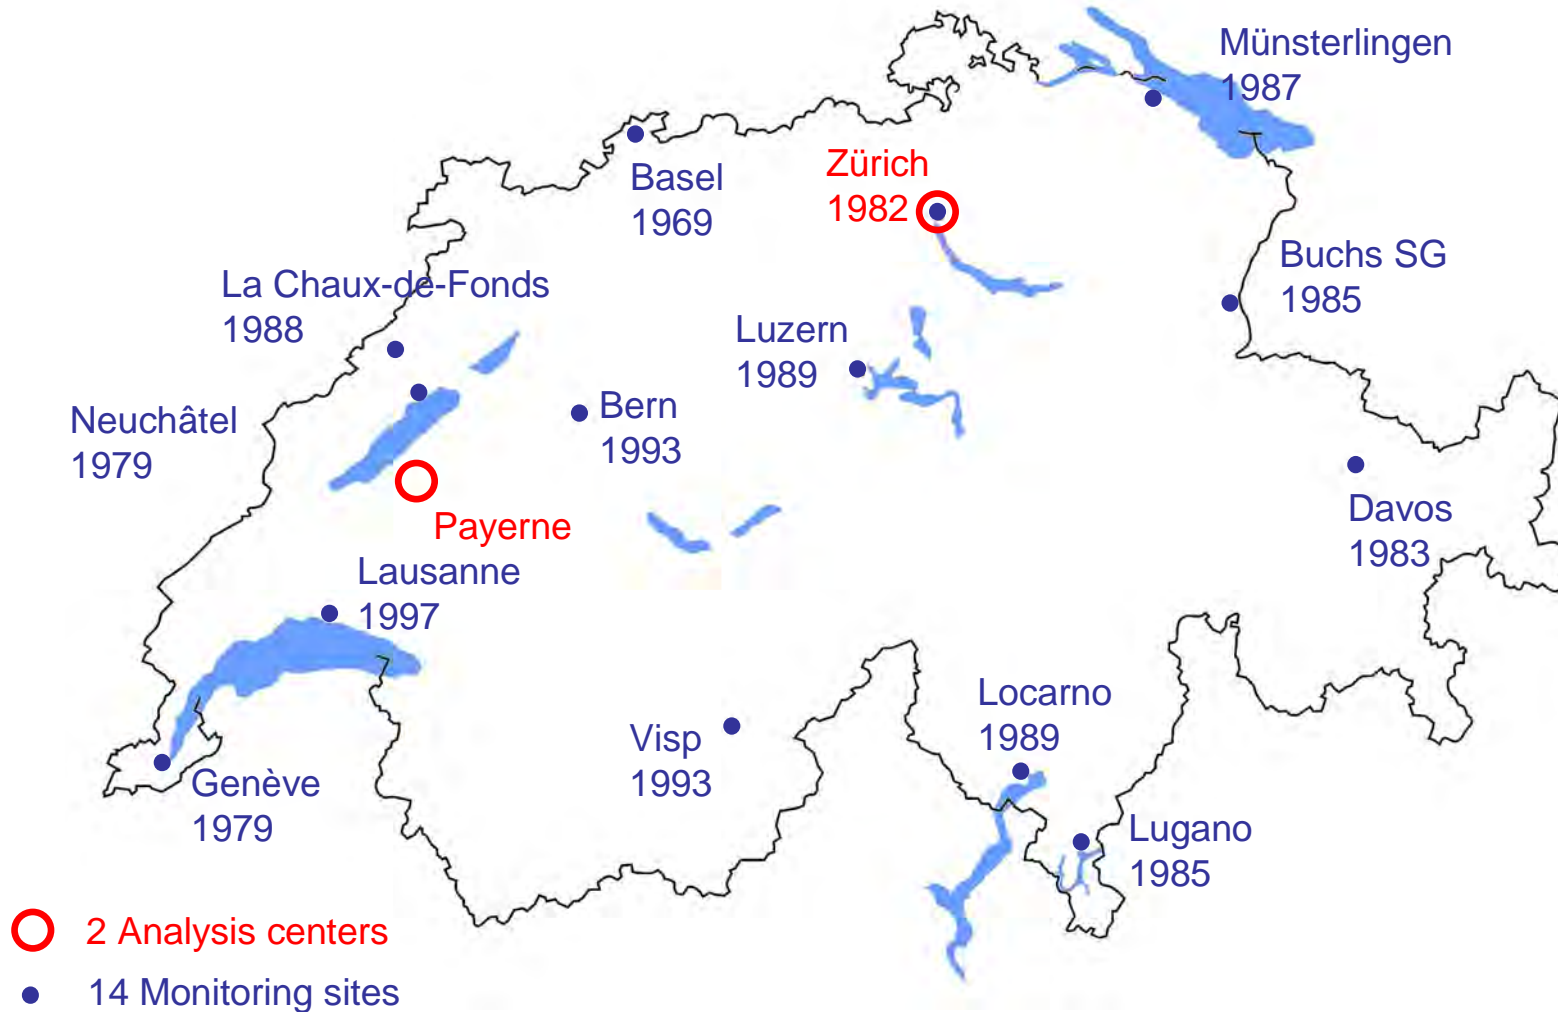 Münsterlingen
1987
Basel
1969
Zürich
1982
Buchs SG
1985
La Chaux-de-Fonds
1988
Luzern
1989
Neuchâtel
1979
Bern
1993
Payerne
Davos
1983
Lausanne
1997
Locarno
1989
Visp
1993
Genève
1979
Lugano
1985
2 Analysis centers
14 Monitoring sites